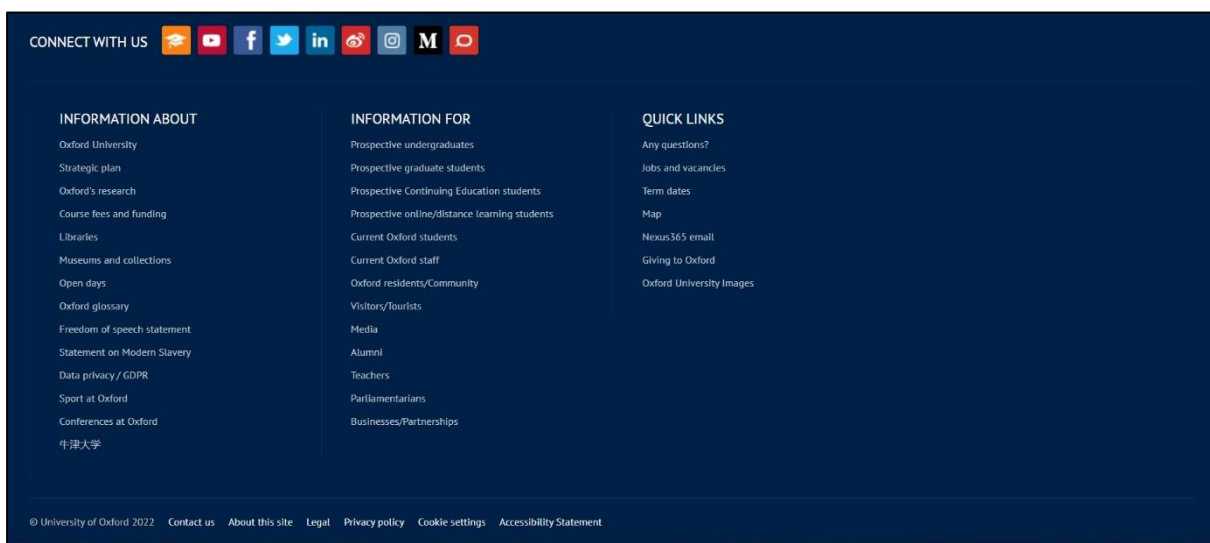 CONNECT WITH US
f in M
INFORMATION ABOUT
Oxford University
Strategic plan
Oxford's research
Course fees and funding
Libraries
Museums and collections
Open days
Oxford glossary
Freedom of speech statement
Statement on Modern Slavery
Data privacy / GDPR
Sport at Oxford
Conferences at Oxford
牛津大学
INFORMATION FOR
Prospective undergraduates
Prospective graduate students
Prospective Continuing Education students
Prospective online/distance learning students
Current Oxford students
Current Oxford staff
Oxford residents/Community
Visitors/Tourists
Media
Alumni
Teachers
Parliamentarians
Businesses/Partnerships
QUICK LINKS
Any questions?
Jobs and vacancies
Term dates
Map
Nexus365 email
Giving to Oxford
Oxford University Images
© University of Oxford 2022 Contact us About this site Legal Privacy policy Cookie settings Accessibility Statement